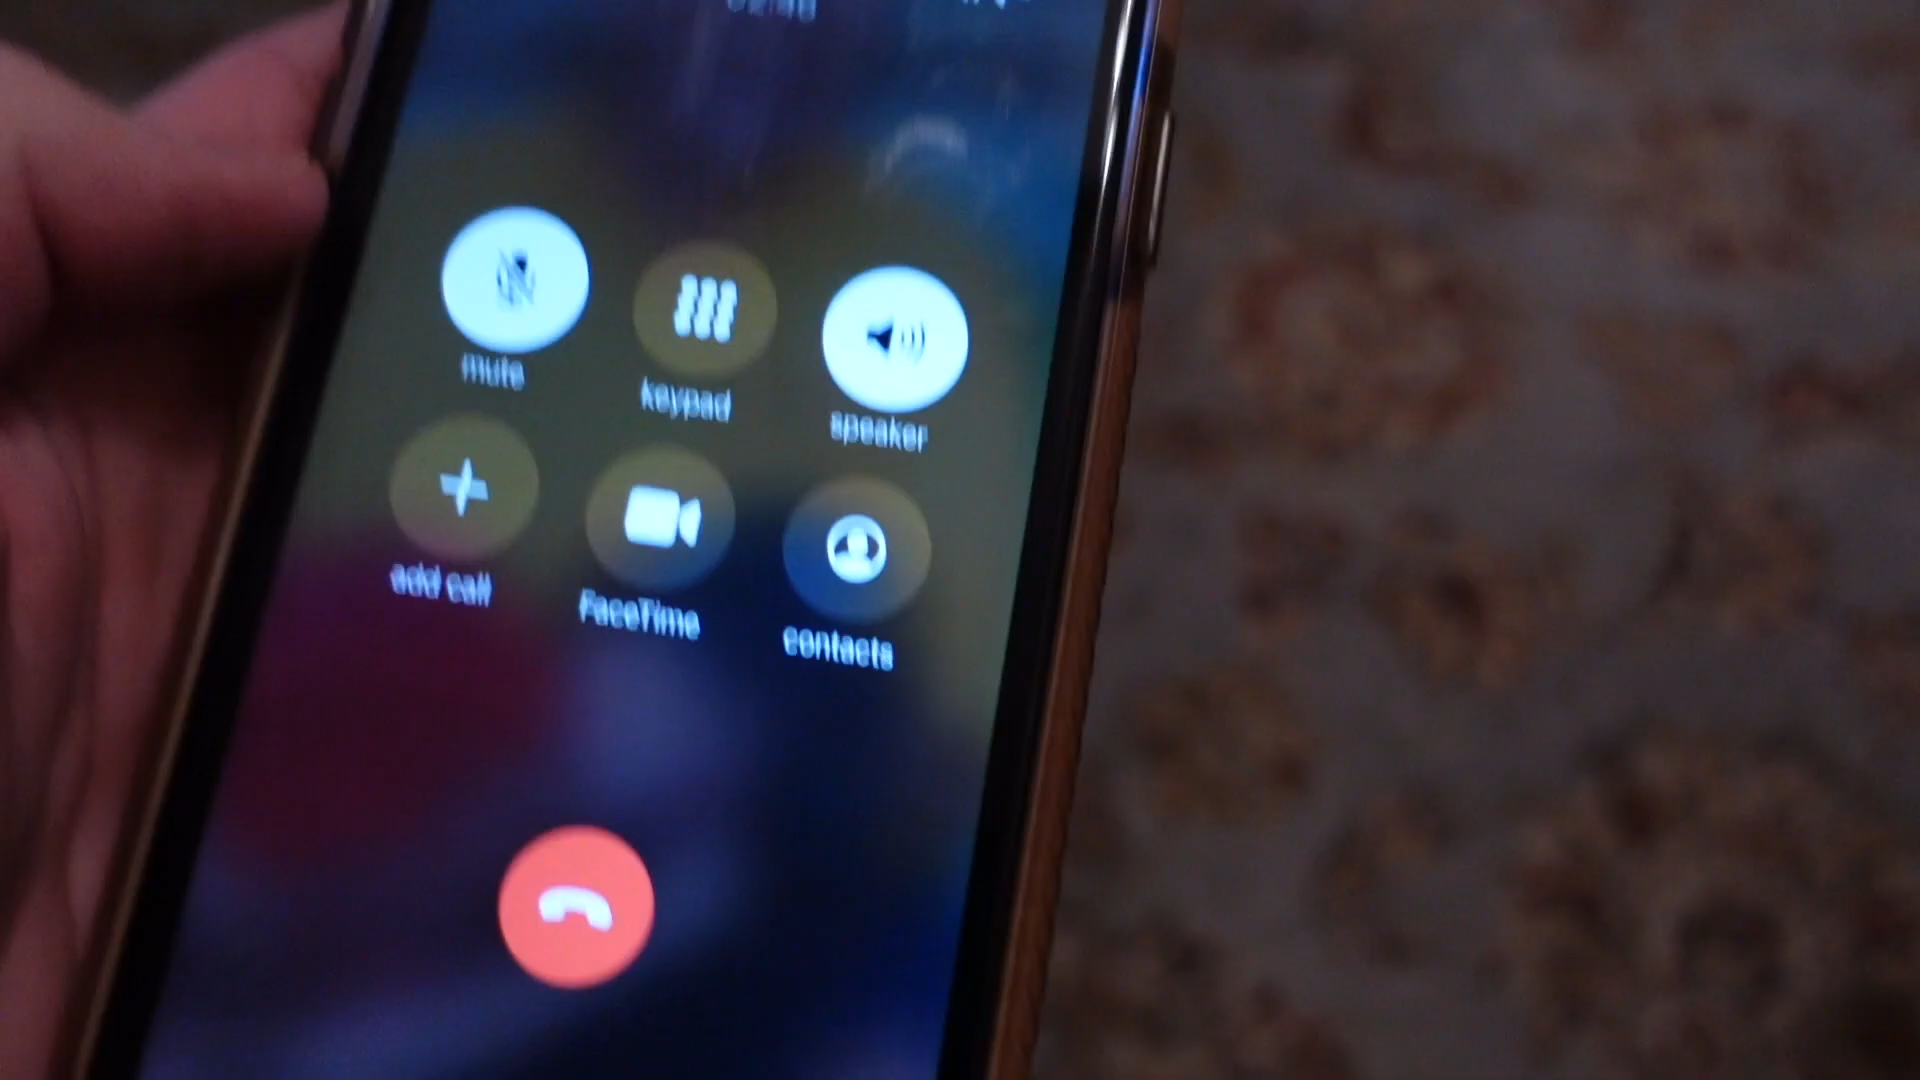 mute
keypad
speaker
add call
FaceTime
contacts